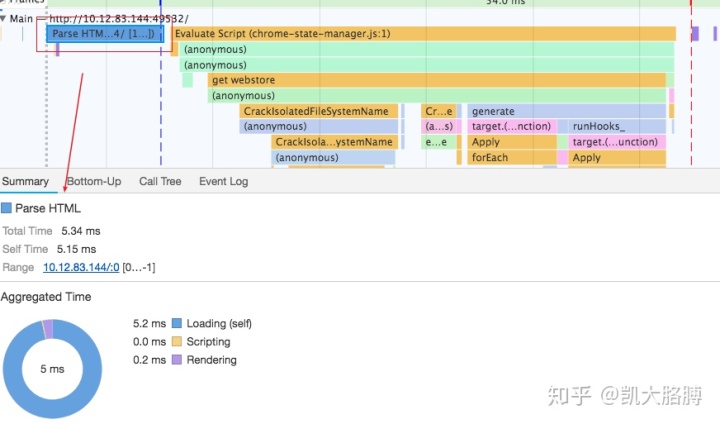 Frames
54.0 ms
Main — http://10.12.83.144:49532/
Parse HTM...4/ [1...])
Evaluate Script (chrome-state-manager.js:1)
(anonymous)
(anonymous)
get webstore
(anonymous)
CrackIsolatedFileSystemName
Cr...e
generate
(anonymous)
(a...s)
target.(...nction)
runHooks_
CrackIsola...ystemName
e...e
Apply
target.(...unction)
(anonymous)
forEach
Apply
Summary
Bottom-Up
Call Tree
Event Log
Parse HTML
Total Time 5.34 ms
Self Time 5.15 ms
Range 10.12.83.144/:0 [0...-1]
Aggregated Time
5.2 ms Loading (self)
0.0 ms Scripting
0.2 ms Rendering
5 ms
知乎 @凯大胳膊